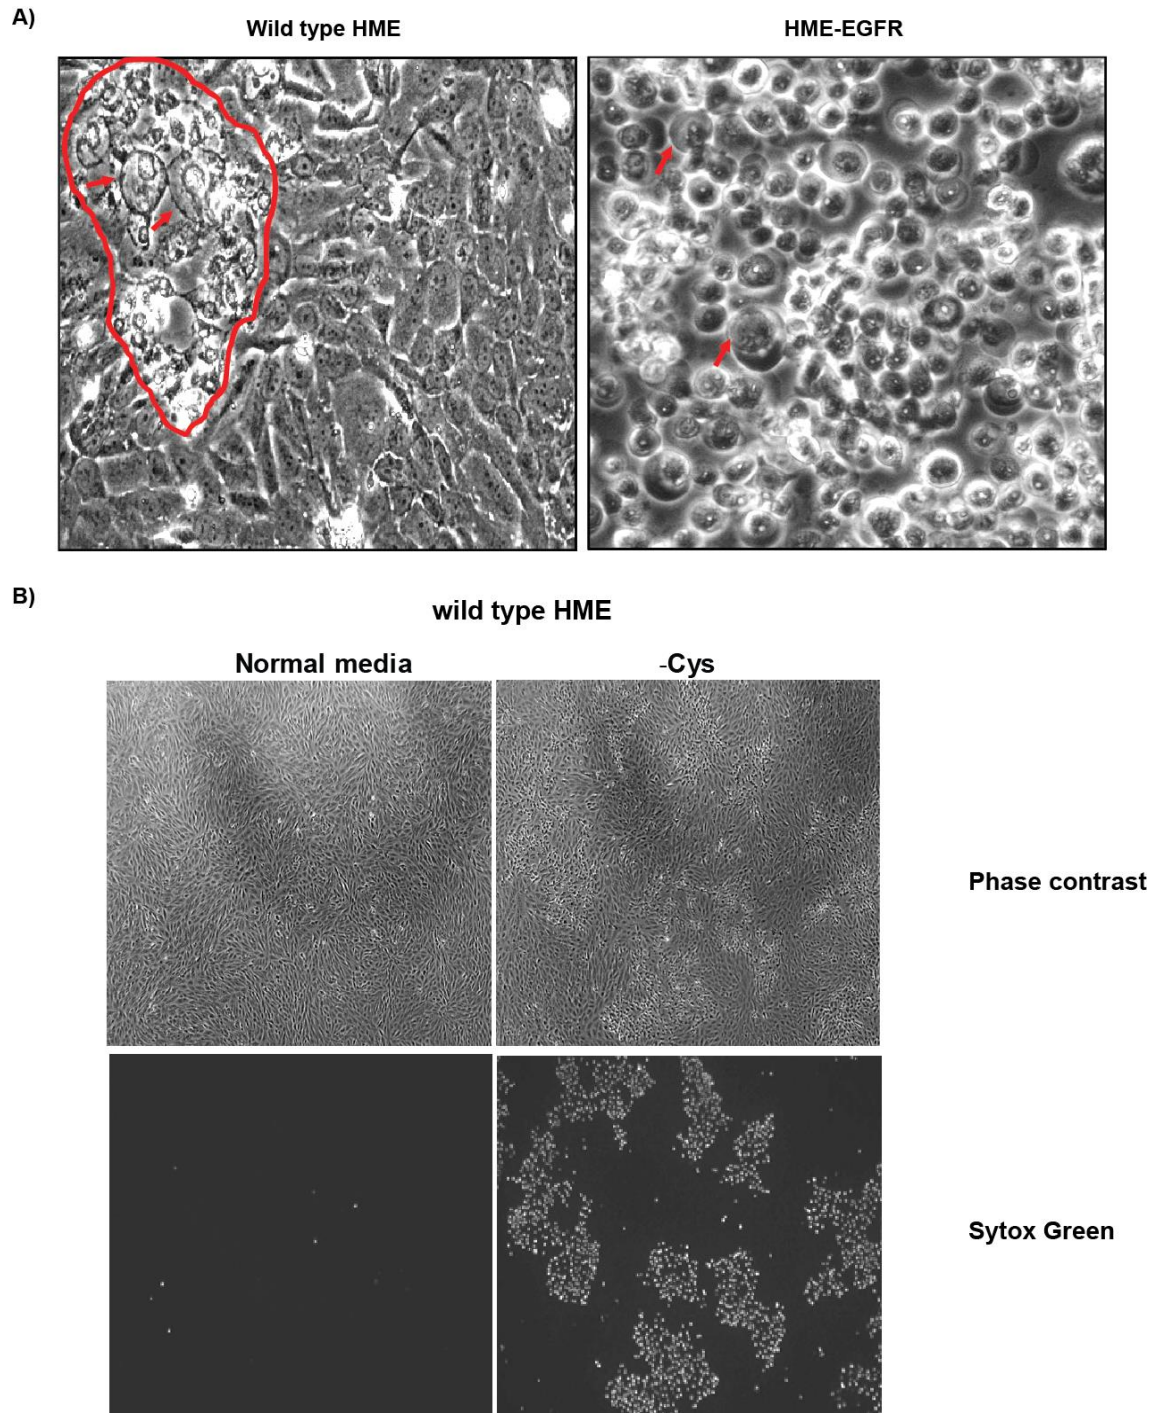 A)
Wild type HME
HME-EGFR
B)
wild type HME
Normal media
-Cys
Phase contrast
Sytox Green